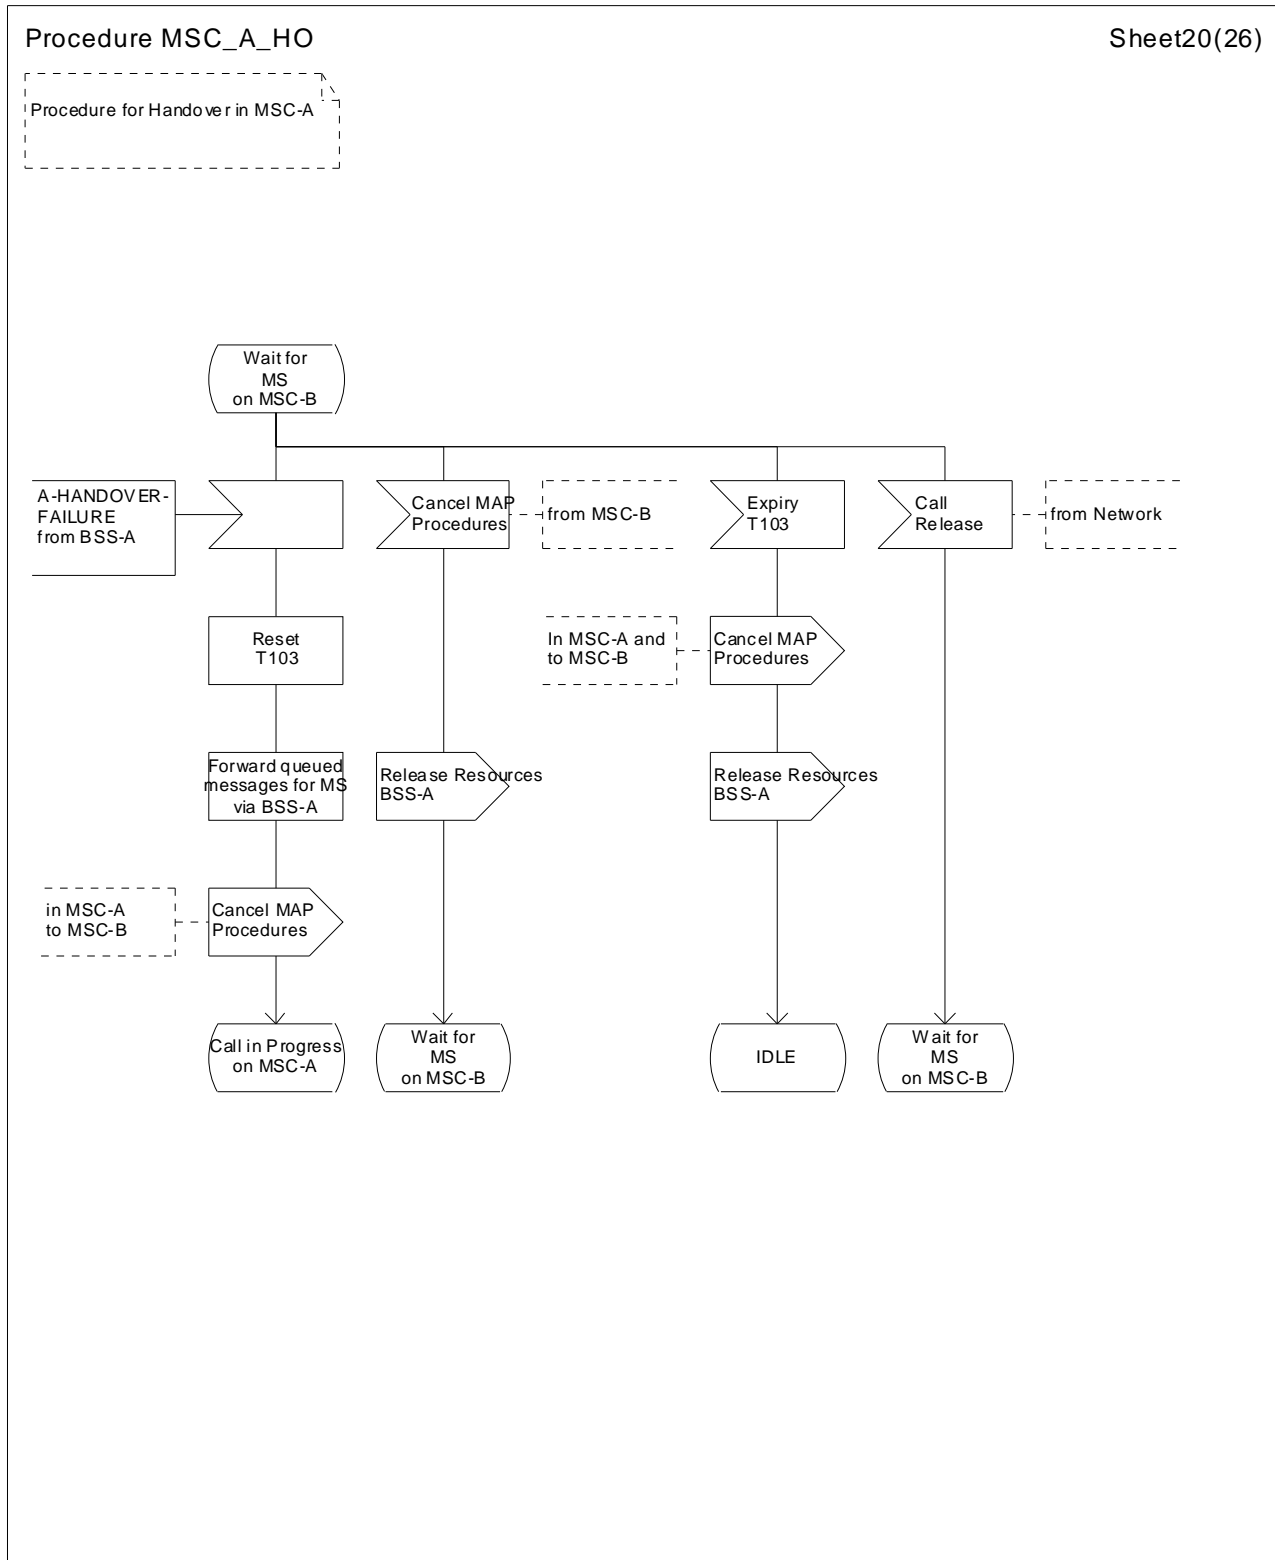 Procedure MSC_A_HO
Sheet20(26)
Procedure for Handover in MSC-A
Wait for
MS
on MSC-B
A-HANDOVER-
FAILURE
from BSS-A
Cancel MAP
Procedures
from MSC-B
Expiry
T103
Call
Release
from Network
Reset
T103
In MSC-A and
to MSC-B
Cancel MAP
Procedures
Forward queued
messages for MS
via BSS-A
Release Resources
BSS-A
Release Resources
BSS-A
in MSC-A
to MSC-B
Cancel MAP
Procedures
Call in Progress
on MSC-A
Wait for
MS
on MSC-B
IDLE
Wait for
MS
on MSC-B